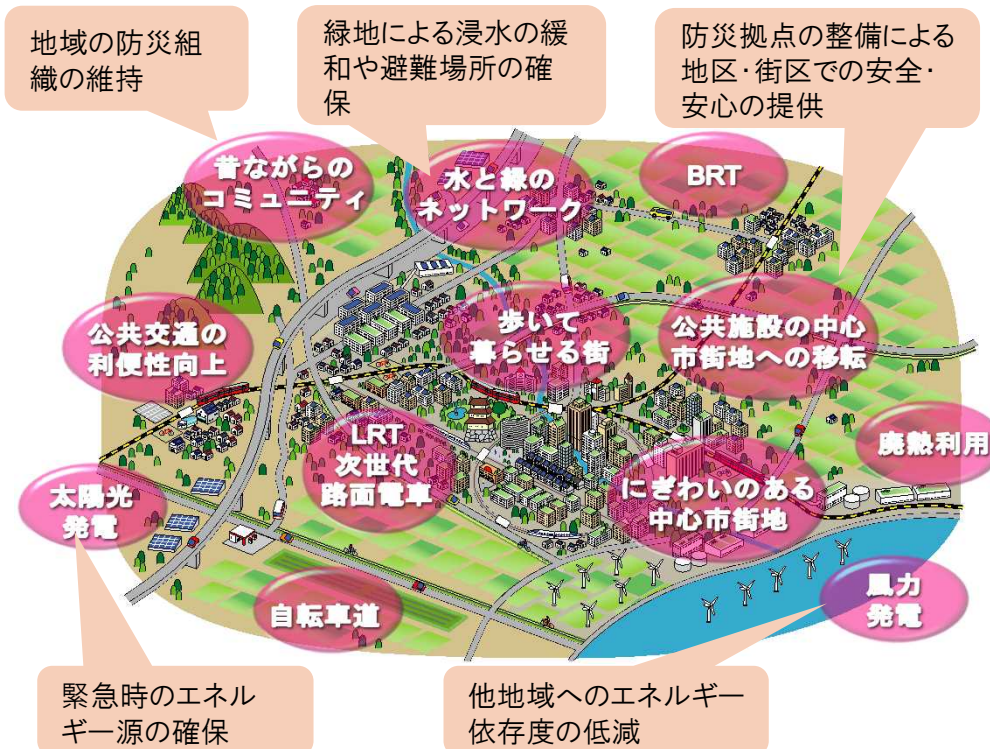 地域の防災組
織の維持
緑地による浸水の緩
和や避難場所の確
保
防災拠点の整備による
地区・街区での安全・
安心の提供
昔ながらの
コミュニティ
水と緑の
ネットワーク
BRT
公共交通の
利便性向上
歩いて
暮らせる街
公共施設の中心
市街地への移転
LRT
次世代
路面電車
廃熱利用
太陽光
発電
にぎわいのある
中心市街地
自転車道
風力
発電
緊急時のエネル
ギー源の確保
他地域へのエネルギー
依存度の低減